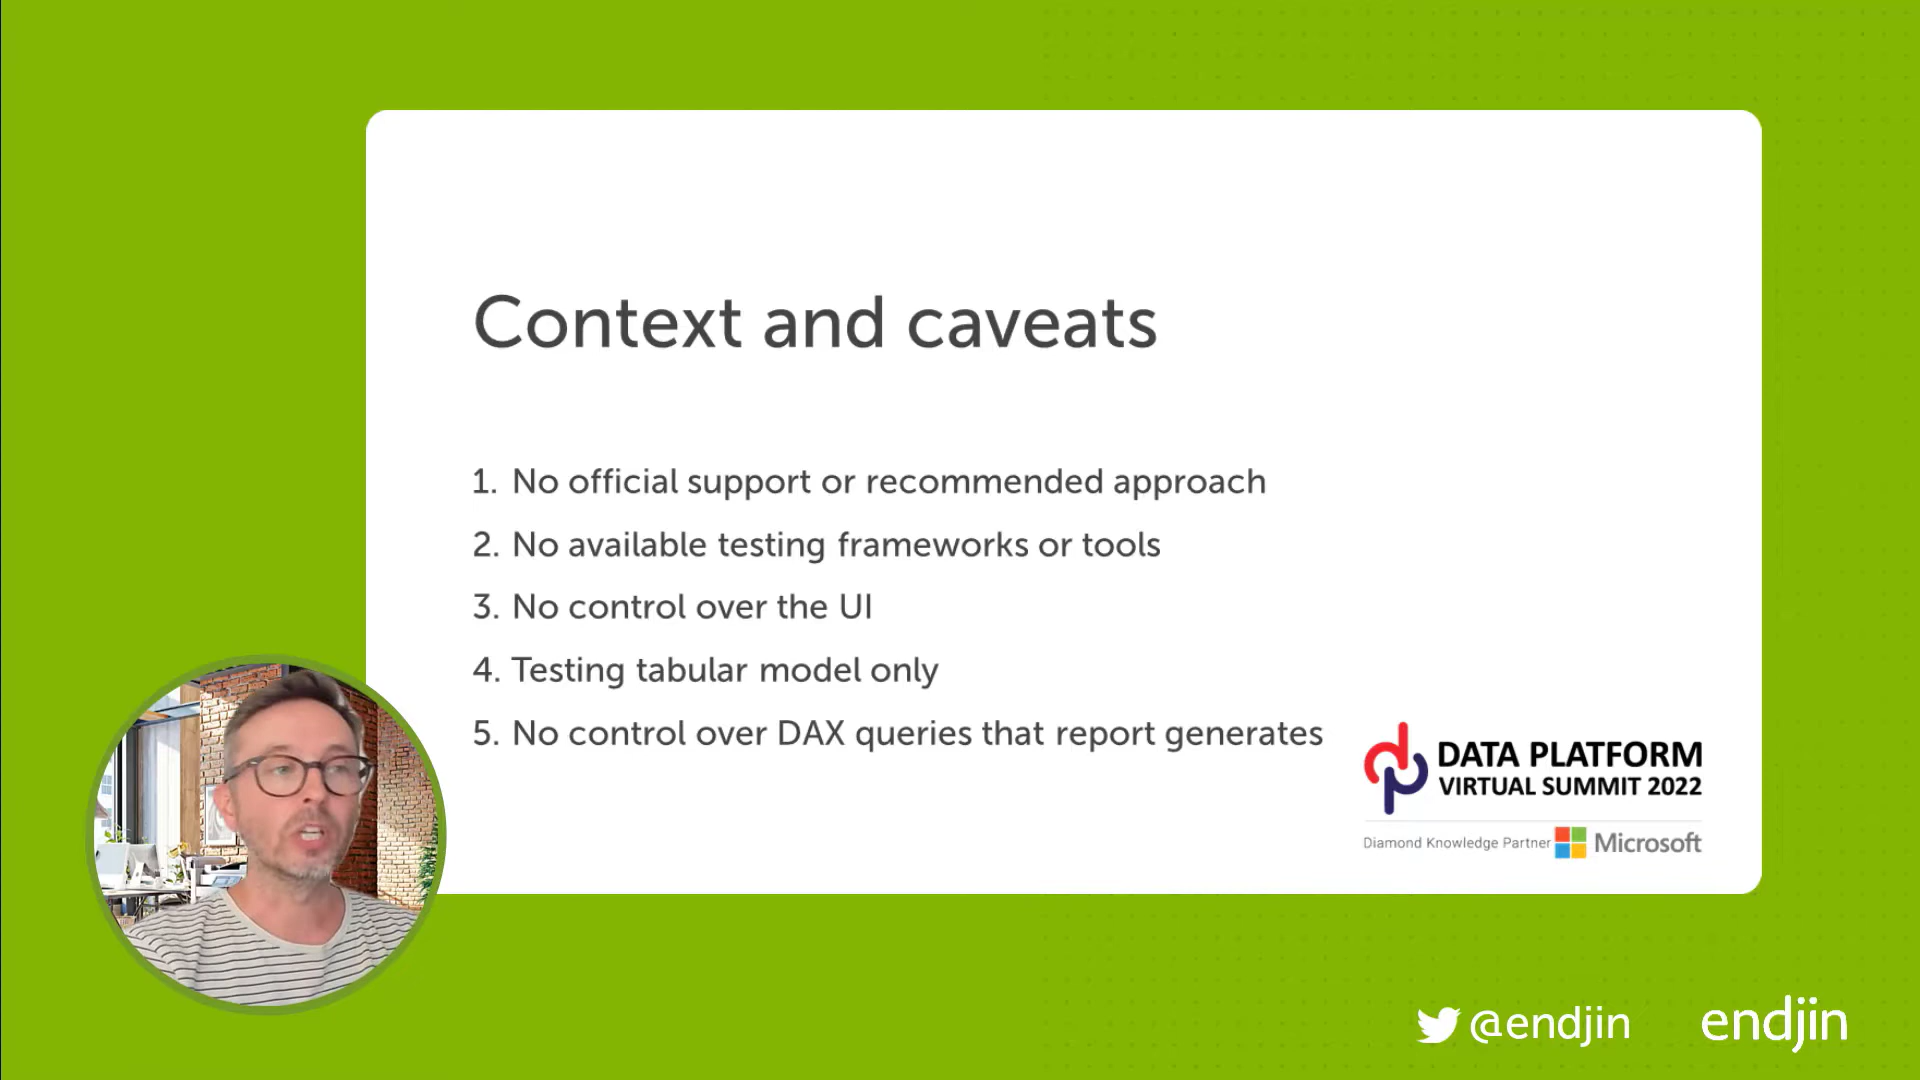 Context and caveats
1. No official support or recommended approach
2. No available testing frameworks or tools
3. No control over the UI
4. Testing tabular model only
5. No control over DAX queries that report generates
DATA PLATFORM
VIRTUAL SUMMIT 2022
Diamond Knowledge Partner Microsoft
@endjin endjin